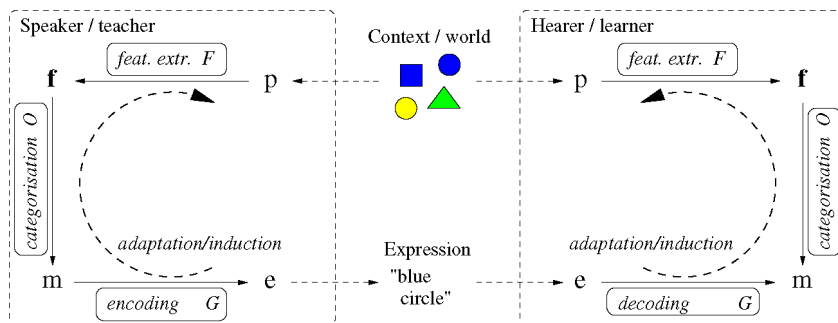 Speaker / teacher
Context / world
Hearer / learner
feat. extr. F
f
p
p
feat. extr. F
f
categorisation O
categorisation O
adaptation/induction
Expression
adaptation/induction
m
e
"blue
circle"
e
m
encoding G
decoding G